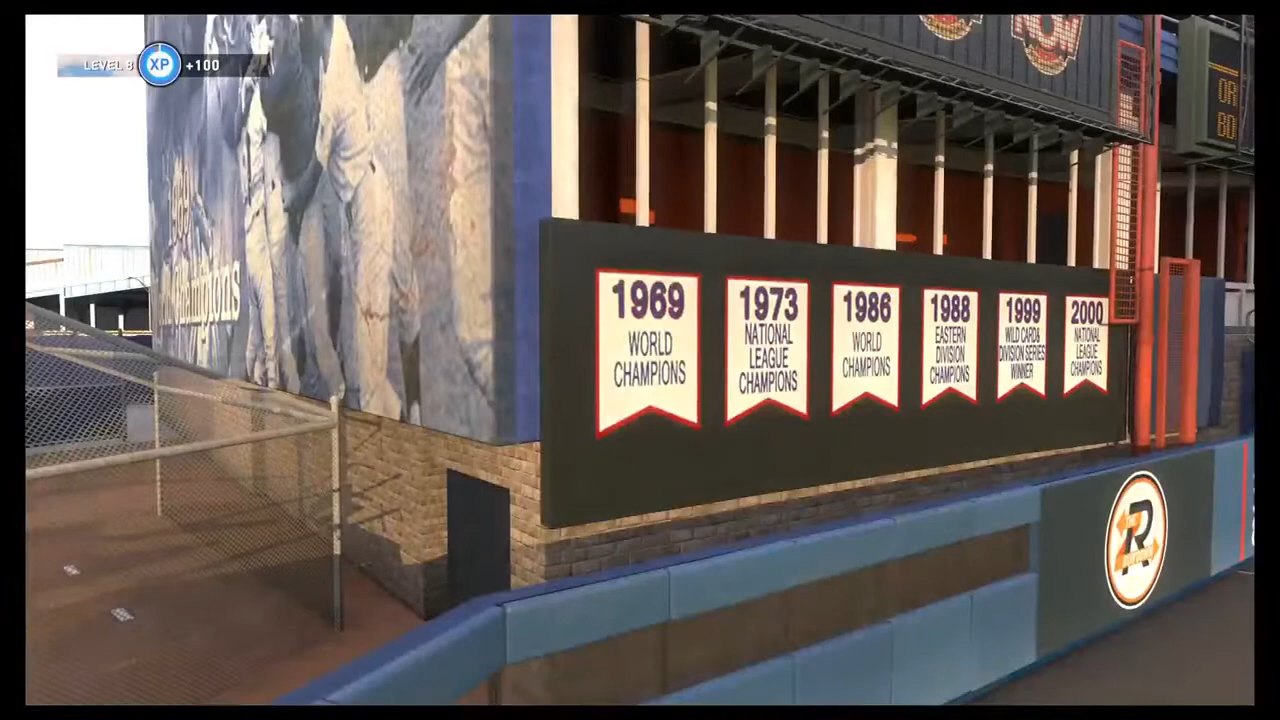 LEVEL 8 XP +100
1969
Champions
1969
WORLD
CHAMPIONS
1973
NATIONAL
LEAGUE
CHAMPIONS
1986
WORLD
CHAMPIONS
1988
EASTERN
DIVISION
CHAMPIONS
1999
WILD CARD &
DIVISION SERIES
WINNER
2000
NATIONAL
LEAGUE
CHAMPIONS
R